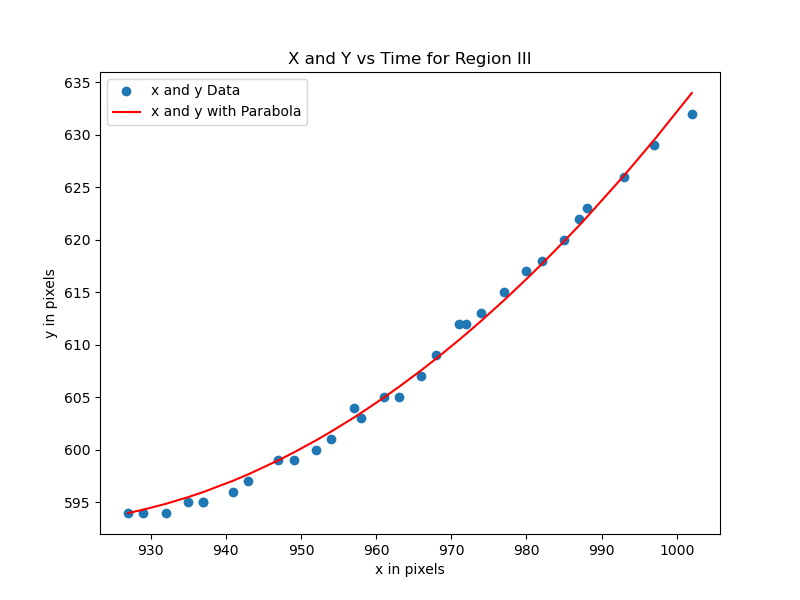 X and Y vs Time for Region III
x and y Data
x and y with Parabola
635
630
625
620
615
610
605
600
595
y in pixels
930 940 950 960 970 980 990 1000
x in pixels